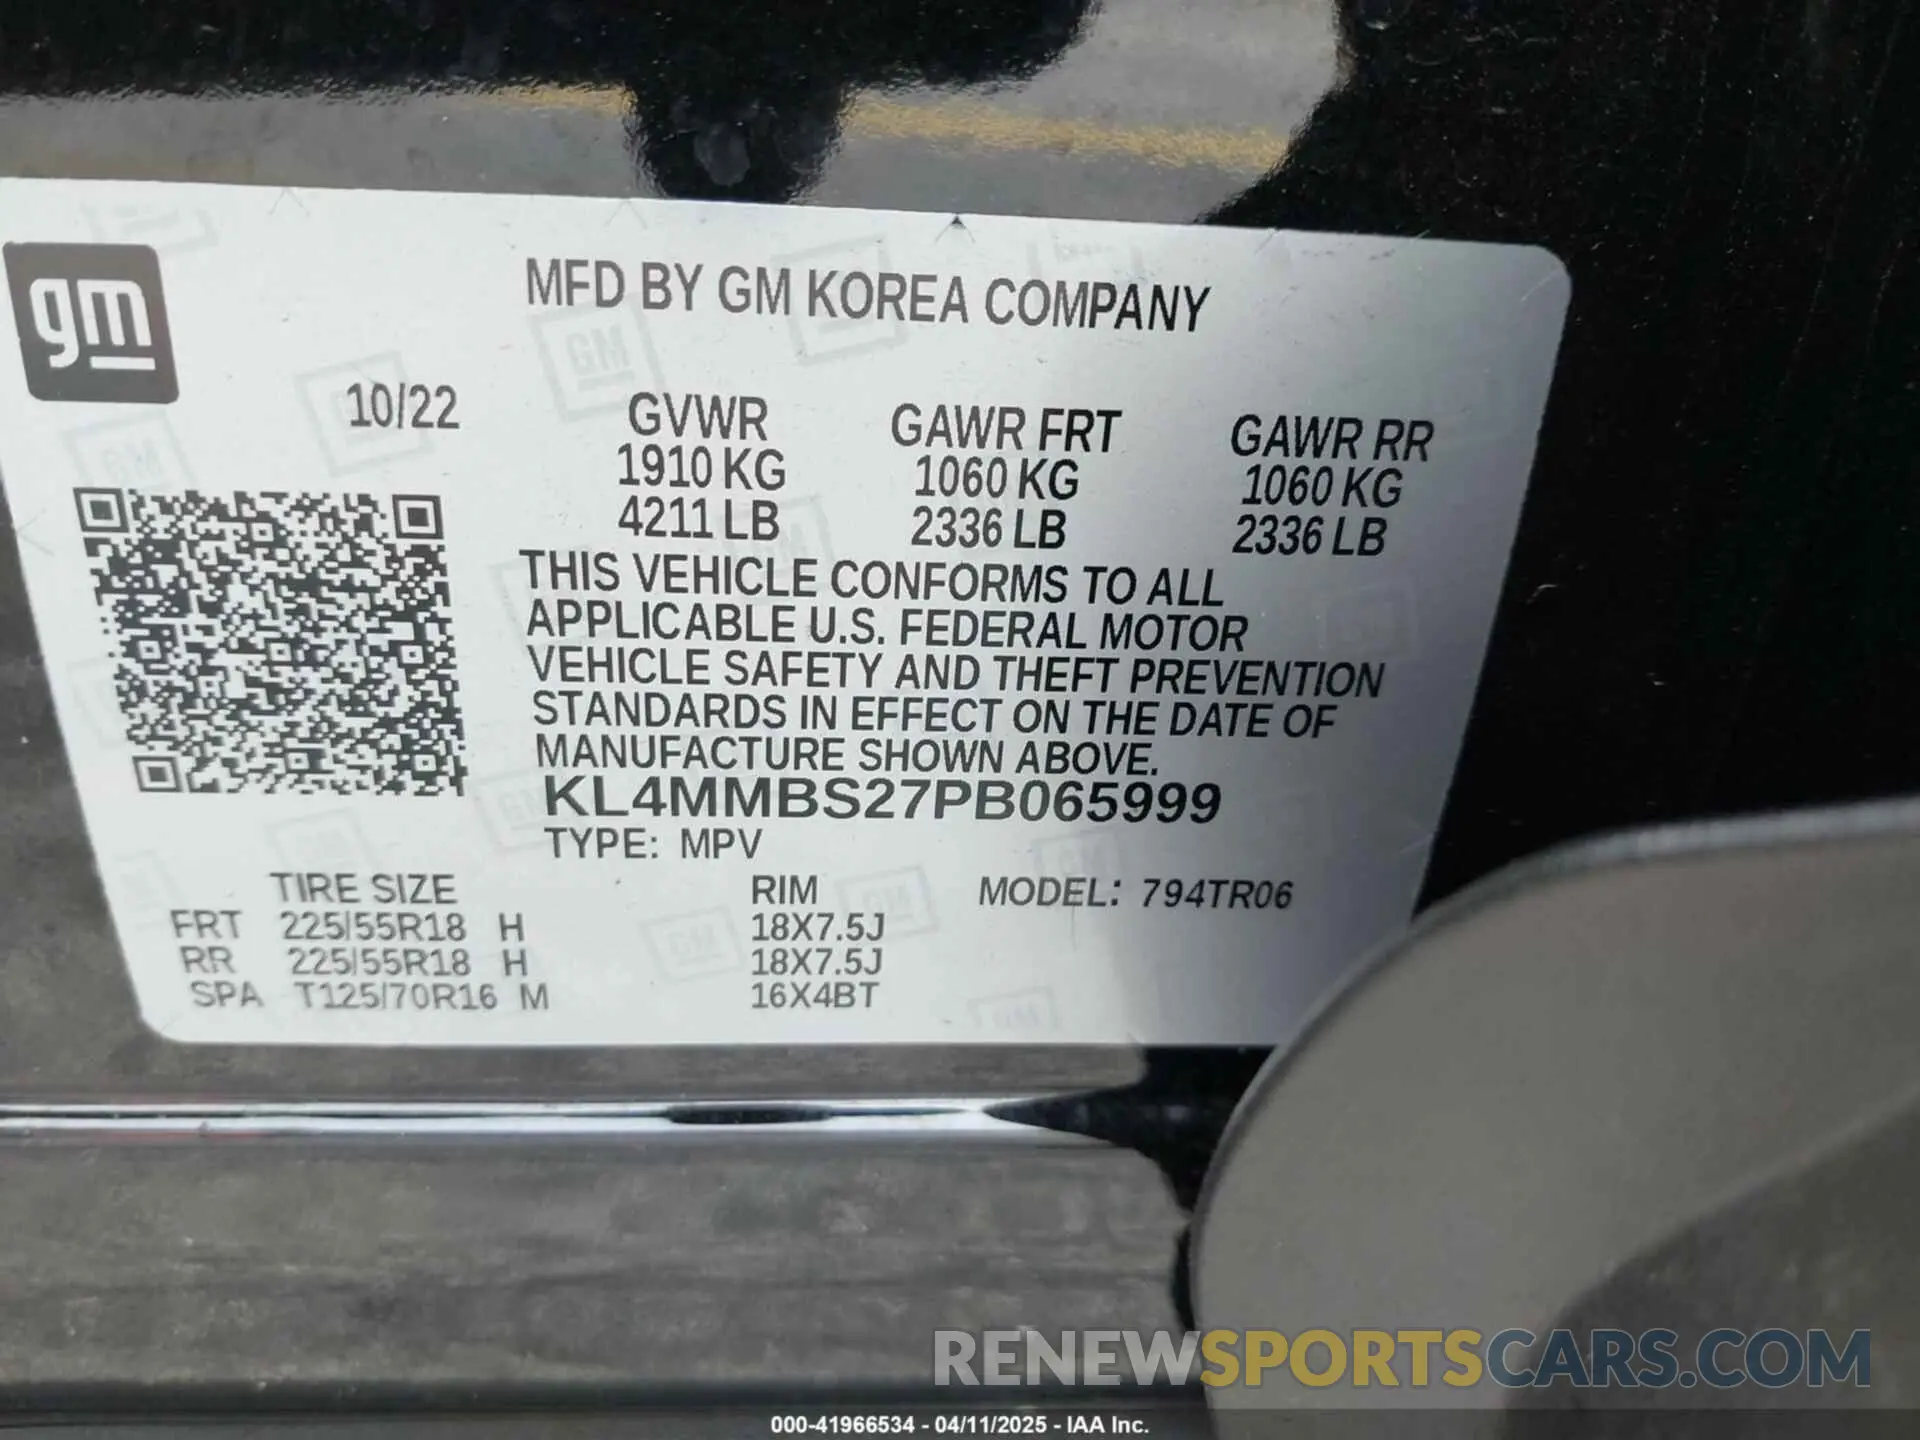 gm
MFD BY GM KOREA COMPANY
10/22
GVWR GAWR FRT GAWR RR
1910 KG 1060 KG 1060 KG
4211 LB 2336 LB 2336 LB
THIS VEHICLE CONFORMS TO ALL
APPLICABLE U.S. FEDERAL MOTOR
VEHICLE SAFETY AND THEFT PREVENTION
STANDARDS IN EFFECT ON THE DATE OF
MANUFACTURE SHOWN ABOVE.
KL4MMBS27PB065999
TYPE: MPV
TIRE SIZE RIM MODEL: 794TR06
FRT 225/55R18 H 18X7.5J
RR 225/55R18 H 18X7.5J
SPA T125/70R16 M 16X4BT
RENEWSPORTSCARS.COM
000-41966534 - 04/11/2025 - IAA Inc.